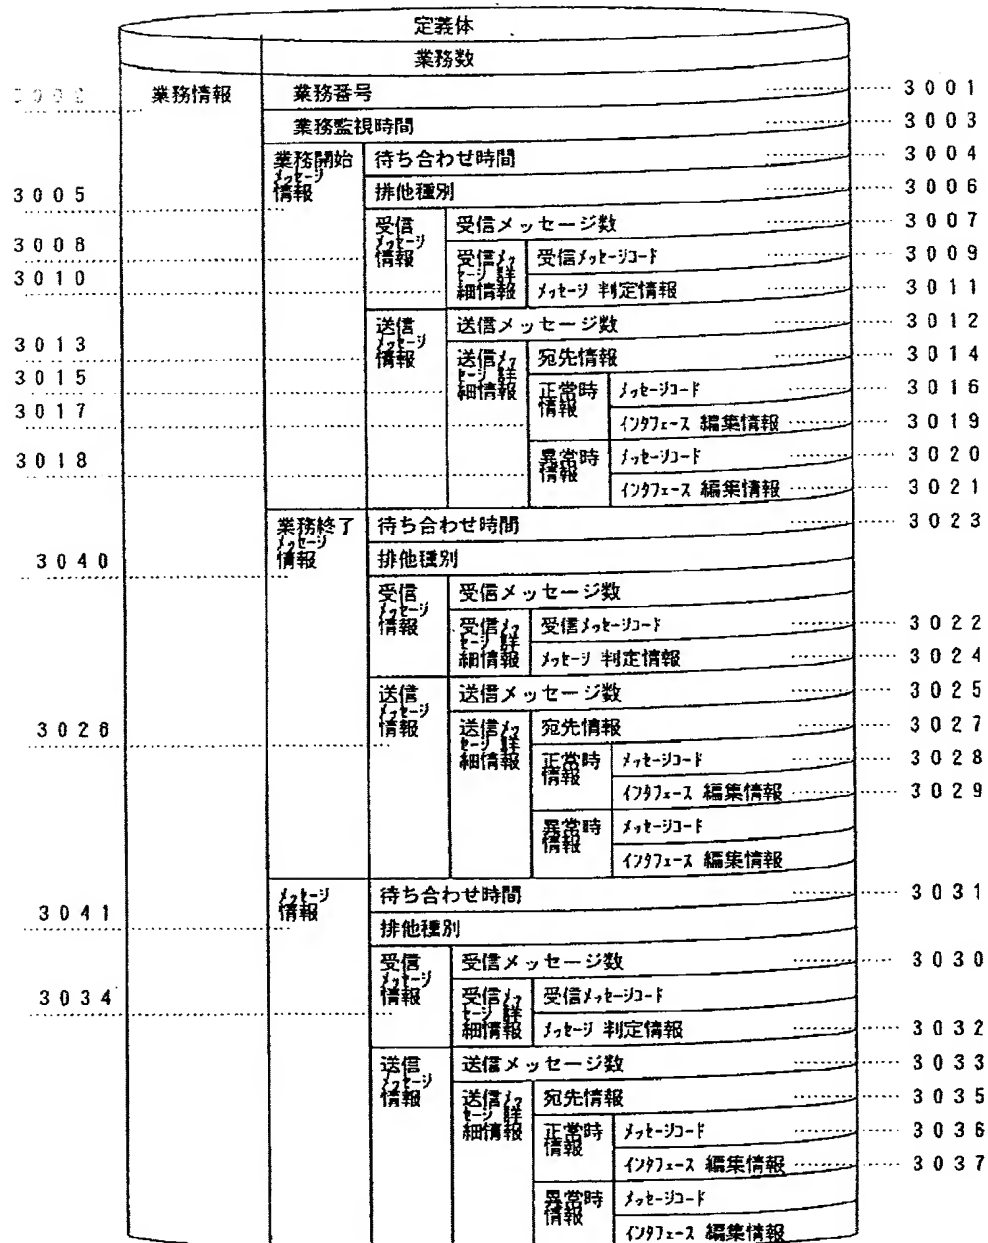 定義体
業務数
3002 業務情報 業務番号 3001
業務監視時間 3003
業務開始メッセージ情報 待ち合わせ時間 3004
3005 排他種別 3006
受信メッセージ情報 受信メッセージ数 3007
3008 受信メッセージ詳細情報 受信メッセージコード 3009
3010 メッセージ 判定情報 3011
送信メッセージ情報 送信メッセージ数 3012
3013 送信メッセージ詳細情報 宛先情報 3014
3015 正常時情報 メッセージコード 3016
3017 インタフェース 編集情報 3019
3018 異常時情報 メッセージコード 3020
インタフェース 編集情報 3021
業務終了メッセージ情報 待ち合わせ時間 3023
3040 排他種別
受信メッセージ情報 受信メッセージ数
受信メッセージ詳細情報 受信メッセージコード 3022
メッセージ 判定情報 3024
送信メッセージ情報 送信メッセージ数 3025
3026 送信メッセージ詳細情報 宛先情報 3027
正常時情報 メッセージコード 3028
インタフェース 編集情報 3029
異常時情報 メッセージコード
インタフェース 編集情報
メッセージ情報 待ち合わせ時間 3031
3041 排他種別
受信メッセージ情報 受信メッセージ数 3030
3034 受信メッセージ詳細情報 受信メッセージコード
メッセージ 判定情報 3032
送信メッセージ情報 送信メッセージ数 3033
送信メッセージ詳細情報 宛先情報 3035
正常時情報 メッセージコード 3036
インタフェース 編集情報 3037
異常時情報 メッセージコード
インタフェース 編集情報